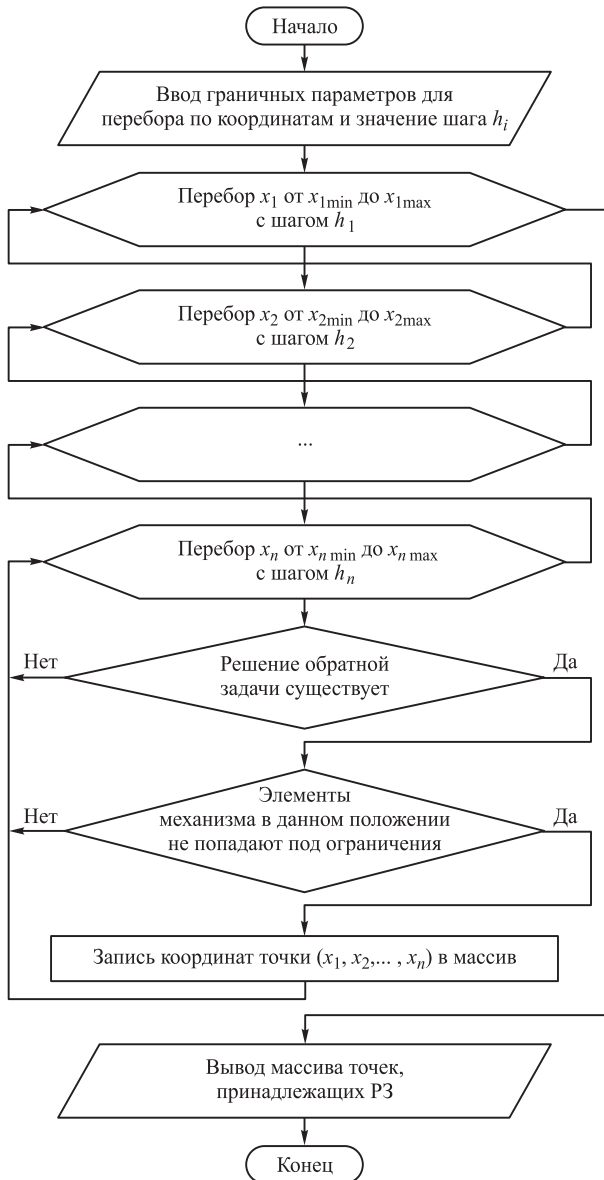 Начало
Ввод граничных параметров для
перебора по координатам и значение шага hᵢ
Перебор x₁ от x₁min до x₁max
с шагом h₁
Перебор x₂ от x₂min до x₂max
с шагом h₂
...
Перебор xₙ от xₙ min до xₙ max
с шагом hₙ
Нет
Решение обратной
задачи существует
Да
Нет
Элементы
механизма в данном положении
не попадают под ограничения
Да
Запись координат точки (x₁, x₂,... , xₙ) в массив
Вывод массива точек,
принадлежащих РЗ
Конец